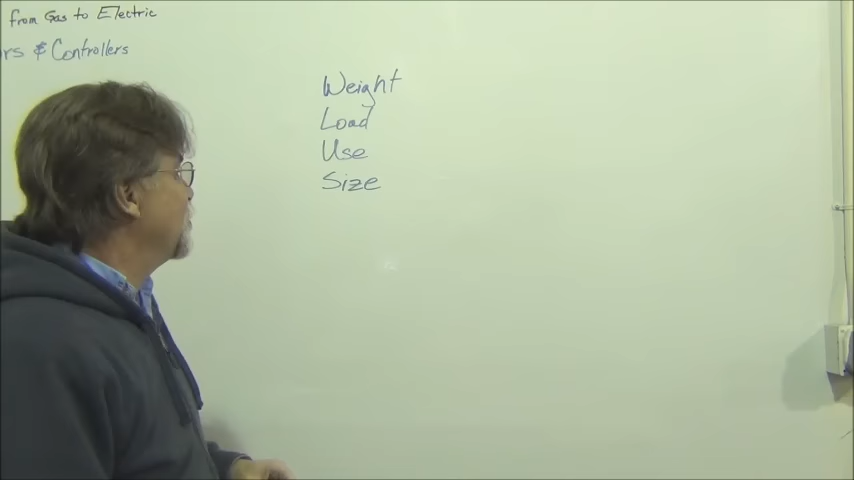 from Gas to Electric
rs & Controllers
Weight
Load
Use
Size